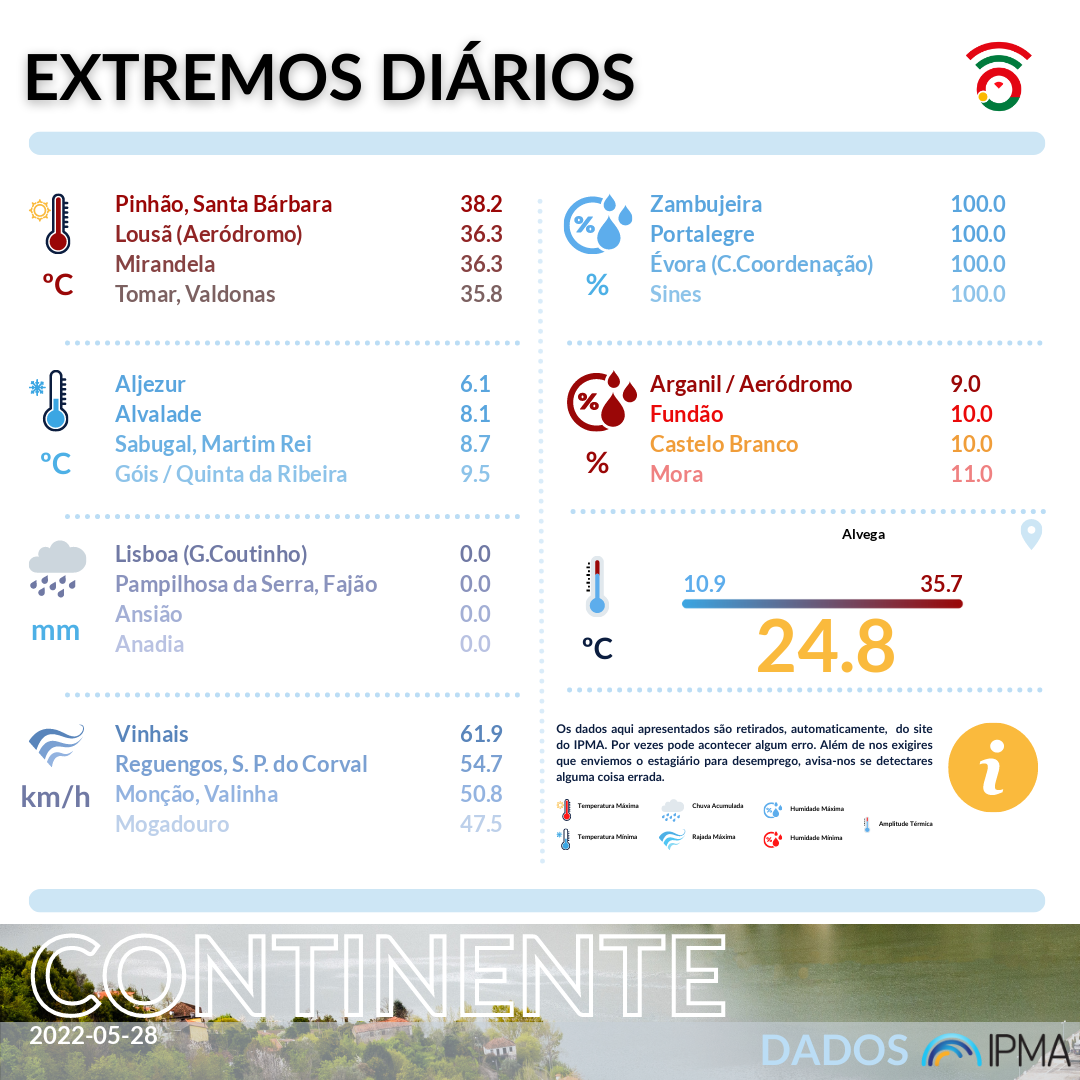 EXTREMOS DIÁRIOS
Pinhão, Santa Bárbara 38.2
Lousã (Aeródromo) 36.3
Mirandela 36.3
Tomar, Valdonas 35.8
ºC
Aljezur 6.1
Alvalade 8.1
Sabugal, Martim Rei 8.7
Góis / Quinta da Ribeira 9.5
ºC
Lisboa (G.Coutinho) 0.0
Pampilhosa da Serra, Fajão 0.0
Ansião 0.0
Anadia 0.0
mm
Vinhais 61.9
Reguengos, S. P. do Corval 54.7
Monção, Valinha 50.8
Mogadouro 47.5
km/h
%
Zambujeira 100.0
Portalegre 100.0
Évora (C.Coordenação) 100.0
Sines 100.0
%
%
Arganil / Aeródromo 9.0
Fundão 10.0
Castelo Branco 10.0
Mora 11.0
%
Alvega
10.9 35.7
24.8
ºC
Os dados aqui apresentados são retirados, automaticamente, do site
do IPMA. Por vezes pode acontecer algum erro. Além de nos exigires
que enviemos o estagiário para desemprego, avisa-nos se detectares
alguma coisa errada.
i
Temperatura Máxima Chuva Acumulada Humidade Máxima
Amplitude Térmica
Temperatura Mínima Rajada Máxima Humidade Mínima
CONTINENTE
2022-05-28
DADOS IPMA